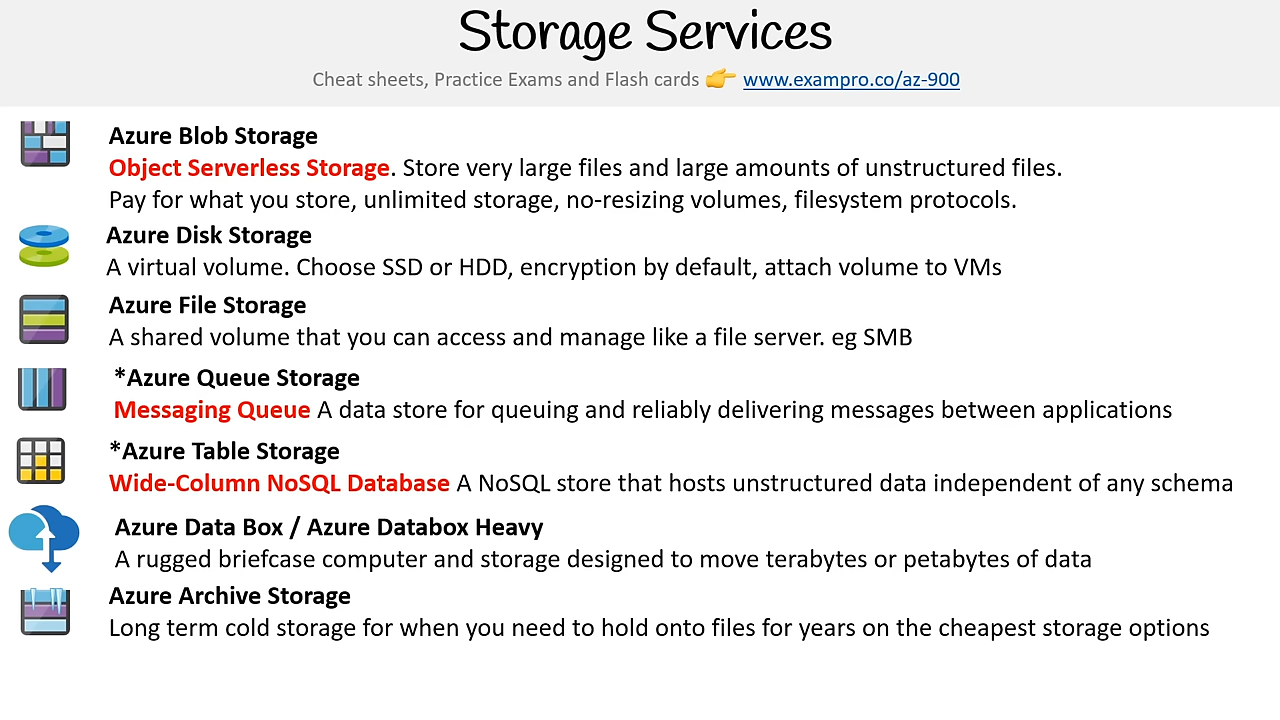 Storage Services
Cheat sheets, Practice Exams and Flash cards 👉 www.exampro.co/az-900
Azure Blob Storage
Object Serverless Storage. Store very large files and large amounts of unstructured files.
Pay for what you store, unlimited storage, no-resizing volumes, filesystem protocols.
Azure Disk Storage
A virtual volume. Choose SSD or HDD, encryption by default, attach volume to VMs
Azure File Storage
A shared volume that you can access and manage like a file server. eg SMB
*Azure Queue Storage
Messaging Queue A data store for queuing and reliably delivering messages between applications
*Azure Table Storage
Wide-Column NoSQL Database A NoSQL store that hosts unstructured data independent of any schema
Azure Data Box / Azure Databox Heavy
A rugged briefcase computer and storage designed to move terabytes or petabytes of data
Azure Archive Storage
Long term cold storage for when you need to hold onto files for years on the cheapest storage options